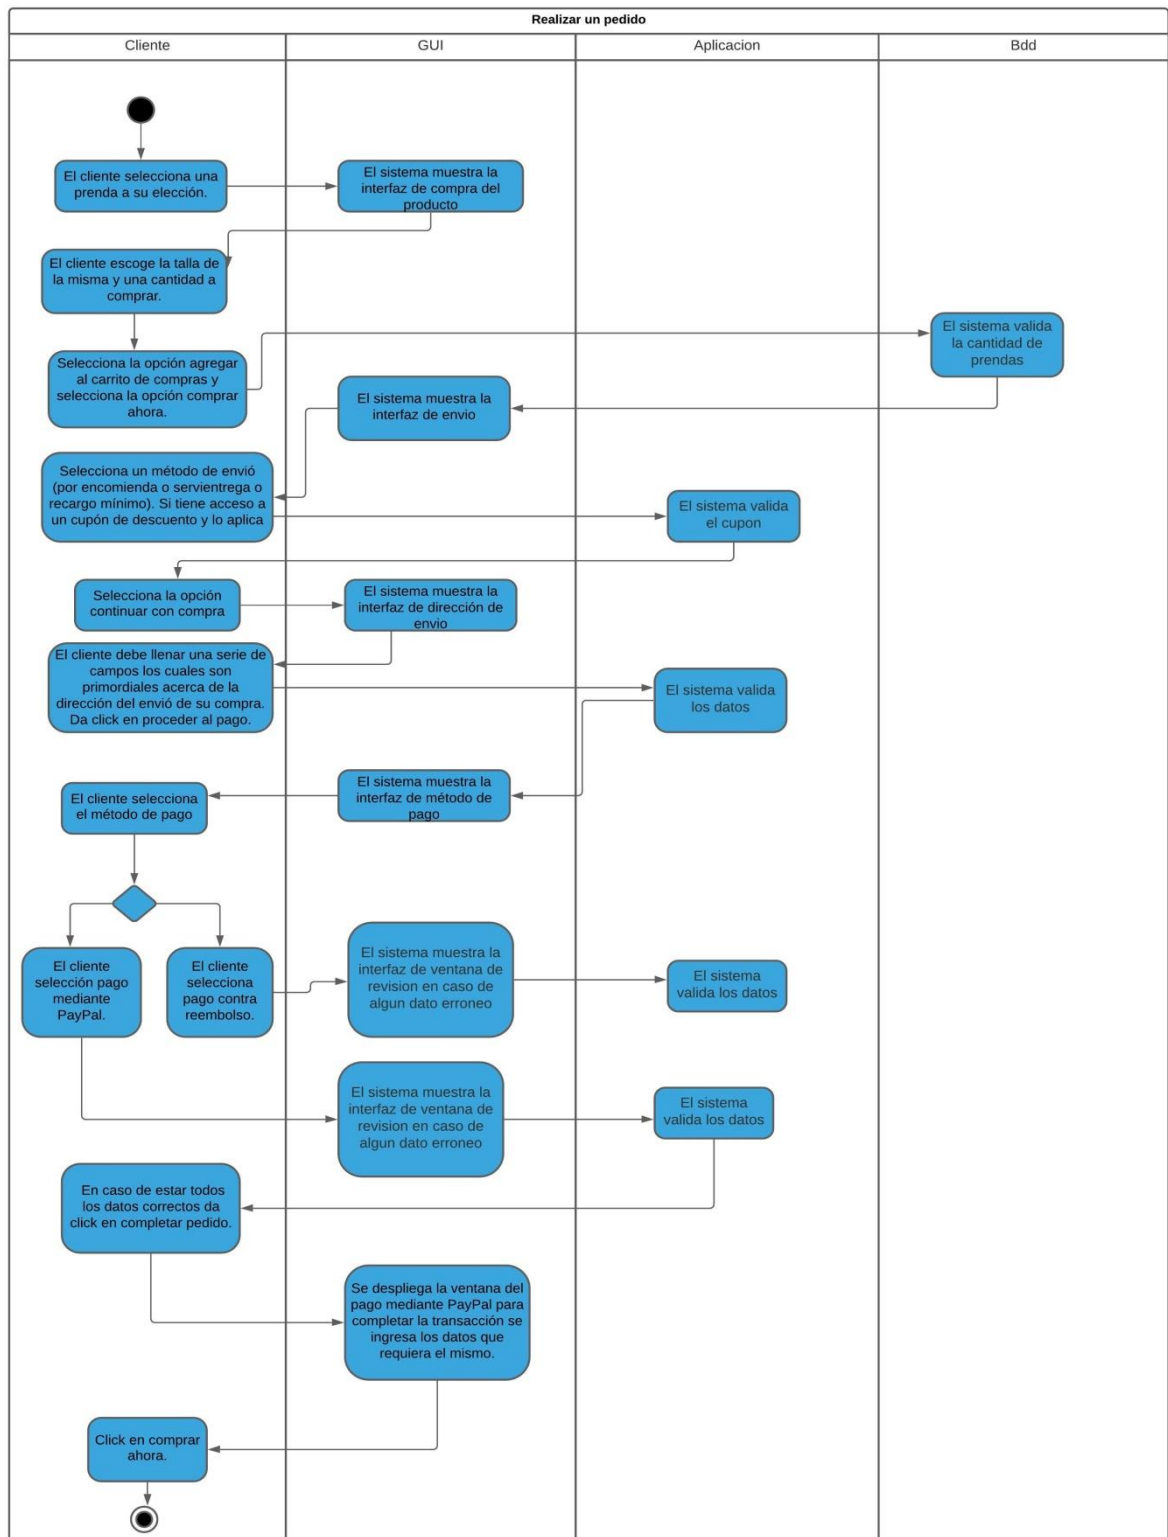 Realizar un pedido
Cliente
GUI
Aplicacion
Bdd
El cliente selecciona una
prenda a su elección.
El sistema muestra la
interfaz de compra del
producto
El cliente escoge la talla de
la misma y una cantidad a
comprar.
El sistema valida
la cantidad de
prendas
Selecciona la opción agregar
al carrito de compras y
selecciona la opción comprar
ahora.
El sistema muestra la
interfaz de envio
Selecciona un método de envió
(por encomienda o servientrega o
recargo mínimo). Si tiene acceso a
un cupón de descuento y lo aplica
El sistema valida
el cupon
Selecciona la opción
continuar con compra
El sistema muestra la
interfaz de dirección de
envio
El cliente debe llenar una serie de
campos los cuales son
primordiales acerca de la
dirección del envió de su compra.
Da click en proceder al pago.
El sistema valida
los datos
El cliente selecciona
el método de pago
El sistema muestra la
interfaz de método de
pago
El cliente
selección pago
mediante
PayPal.
El cliente
selecciona
pago contra
reembolso.
El sistema muestra la
interfaz de ventana de
revision en caso de
algun dato erroneo
El sistema
valida los datos
El sistema muestra la
interfaz de ventana de
revision en caso de
algun dato erroneo
El sistema
valida los datos
En caso de estar todos
los datos correctos da
click en completar pedido.
Se despliega la ventana del
pago mediante PayPal para
completar la transacción se
ingresa los datos que
requiera el mismo.
Click en comprar
ahora.